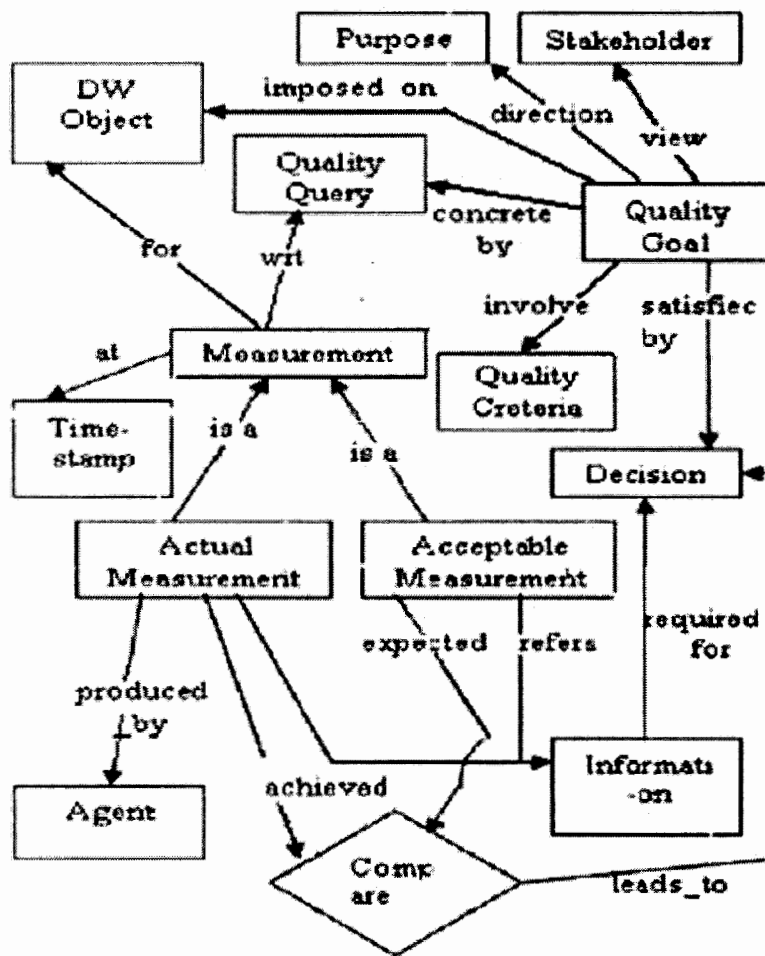 Purpose
Stakeholder
DW
Object
imposed on
direction
view
Quality
Query
concrete
by
Quality
Goal
for
wrt
involve
satisfied
by
at
Measurement
Quality
Creteria
Time-
stamp
is a
is a
Decision
Actual
Measurement
Acceptable
Measurement
expected
refers
required
for
produced
_by
achieved
Informati
-on
Agent
Comp
are
leads_to